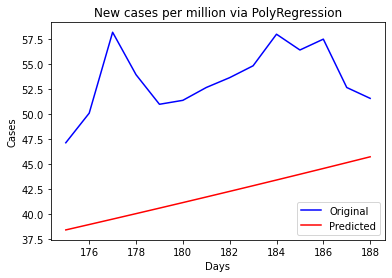 New cases per million via PolyRegression
57.5
55.0
52.5
50.0
47.5
45.0
42.5
40.0
37.5
Cases
176 178 180 182 184 186 188
Days
Original
Predicted